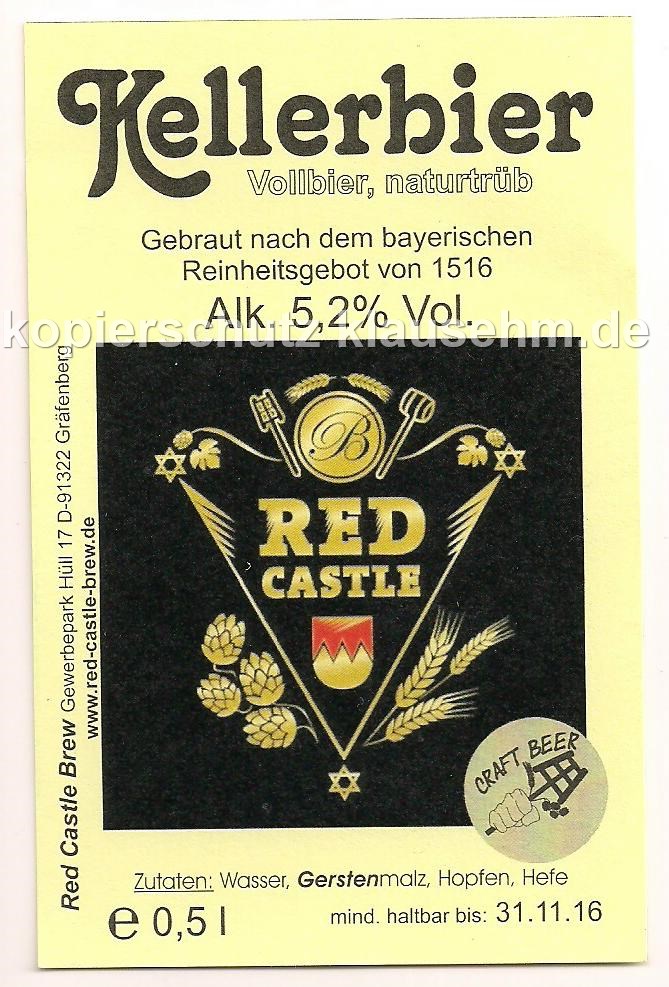 Kellerbier
Vollbier, naturtrüb
Gebraut nach dem bayerischen
Reinheitsgebot von 1516
Alk. 5,2% Vol.
kopierschutz klausehm.de
Red Castle Brew Gewerbepark Hüll 17 D-91322 Gräfenberg
www.red-castle-brew.de
B
RED
CASTLE
CRAFT BEER
Zutaten: Wasser, Gerstenmalz, Hopfen, Hefe
e 0,5 l
mind. haltbar bis: 31.11.16